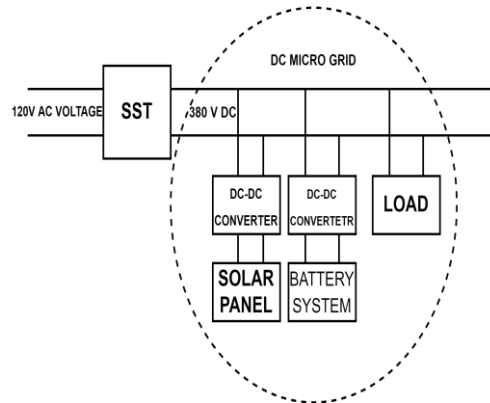 DC MICRO GRID
120V AC VOLTAGE
SST
380 V DC
DC-DC
CONVERTER
DC-DC
CONVERTETR
LOAD
SOLAR
PANEL
BATTERY
SYSTEM